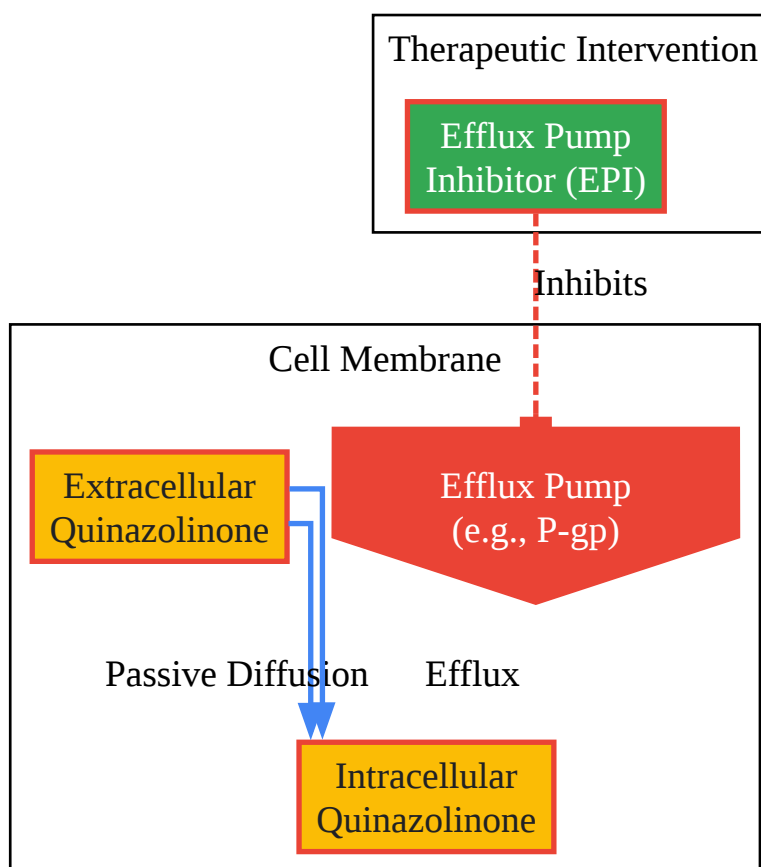 Therapeutic Intervention
Efflux Pump
Inhibitor (EPI)
Inhibits
Cell Membrane
Extracellular
Quinazolinone
Efflux Pump
(e.g., P-gp)
Passive Diffusion
Efflux
Intracellular
Quinazolinone